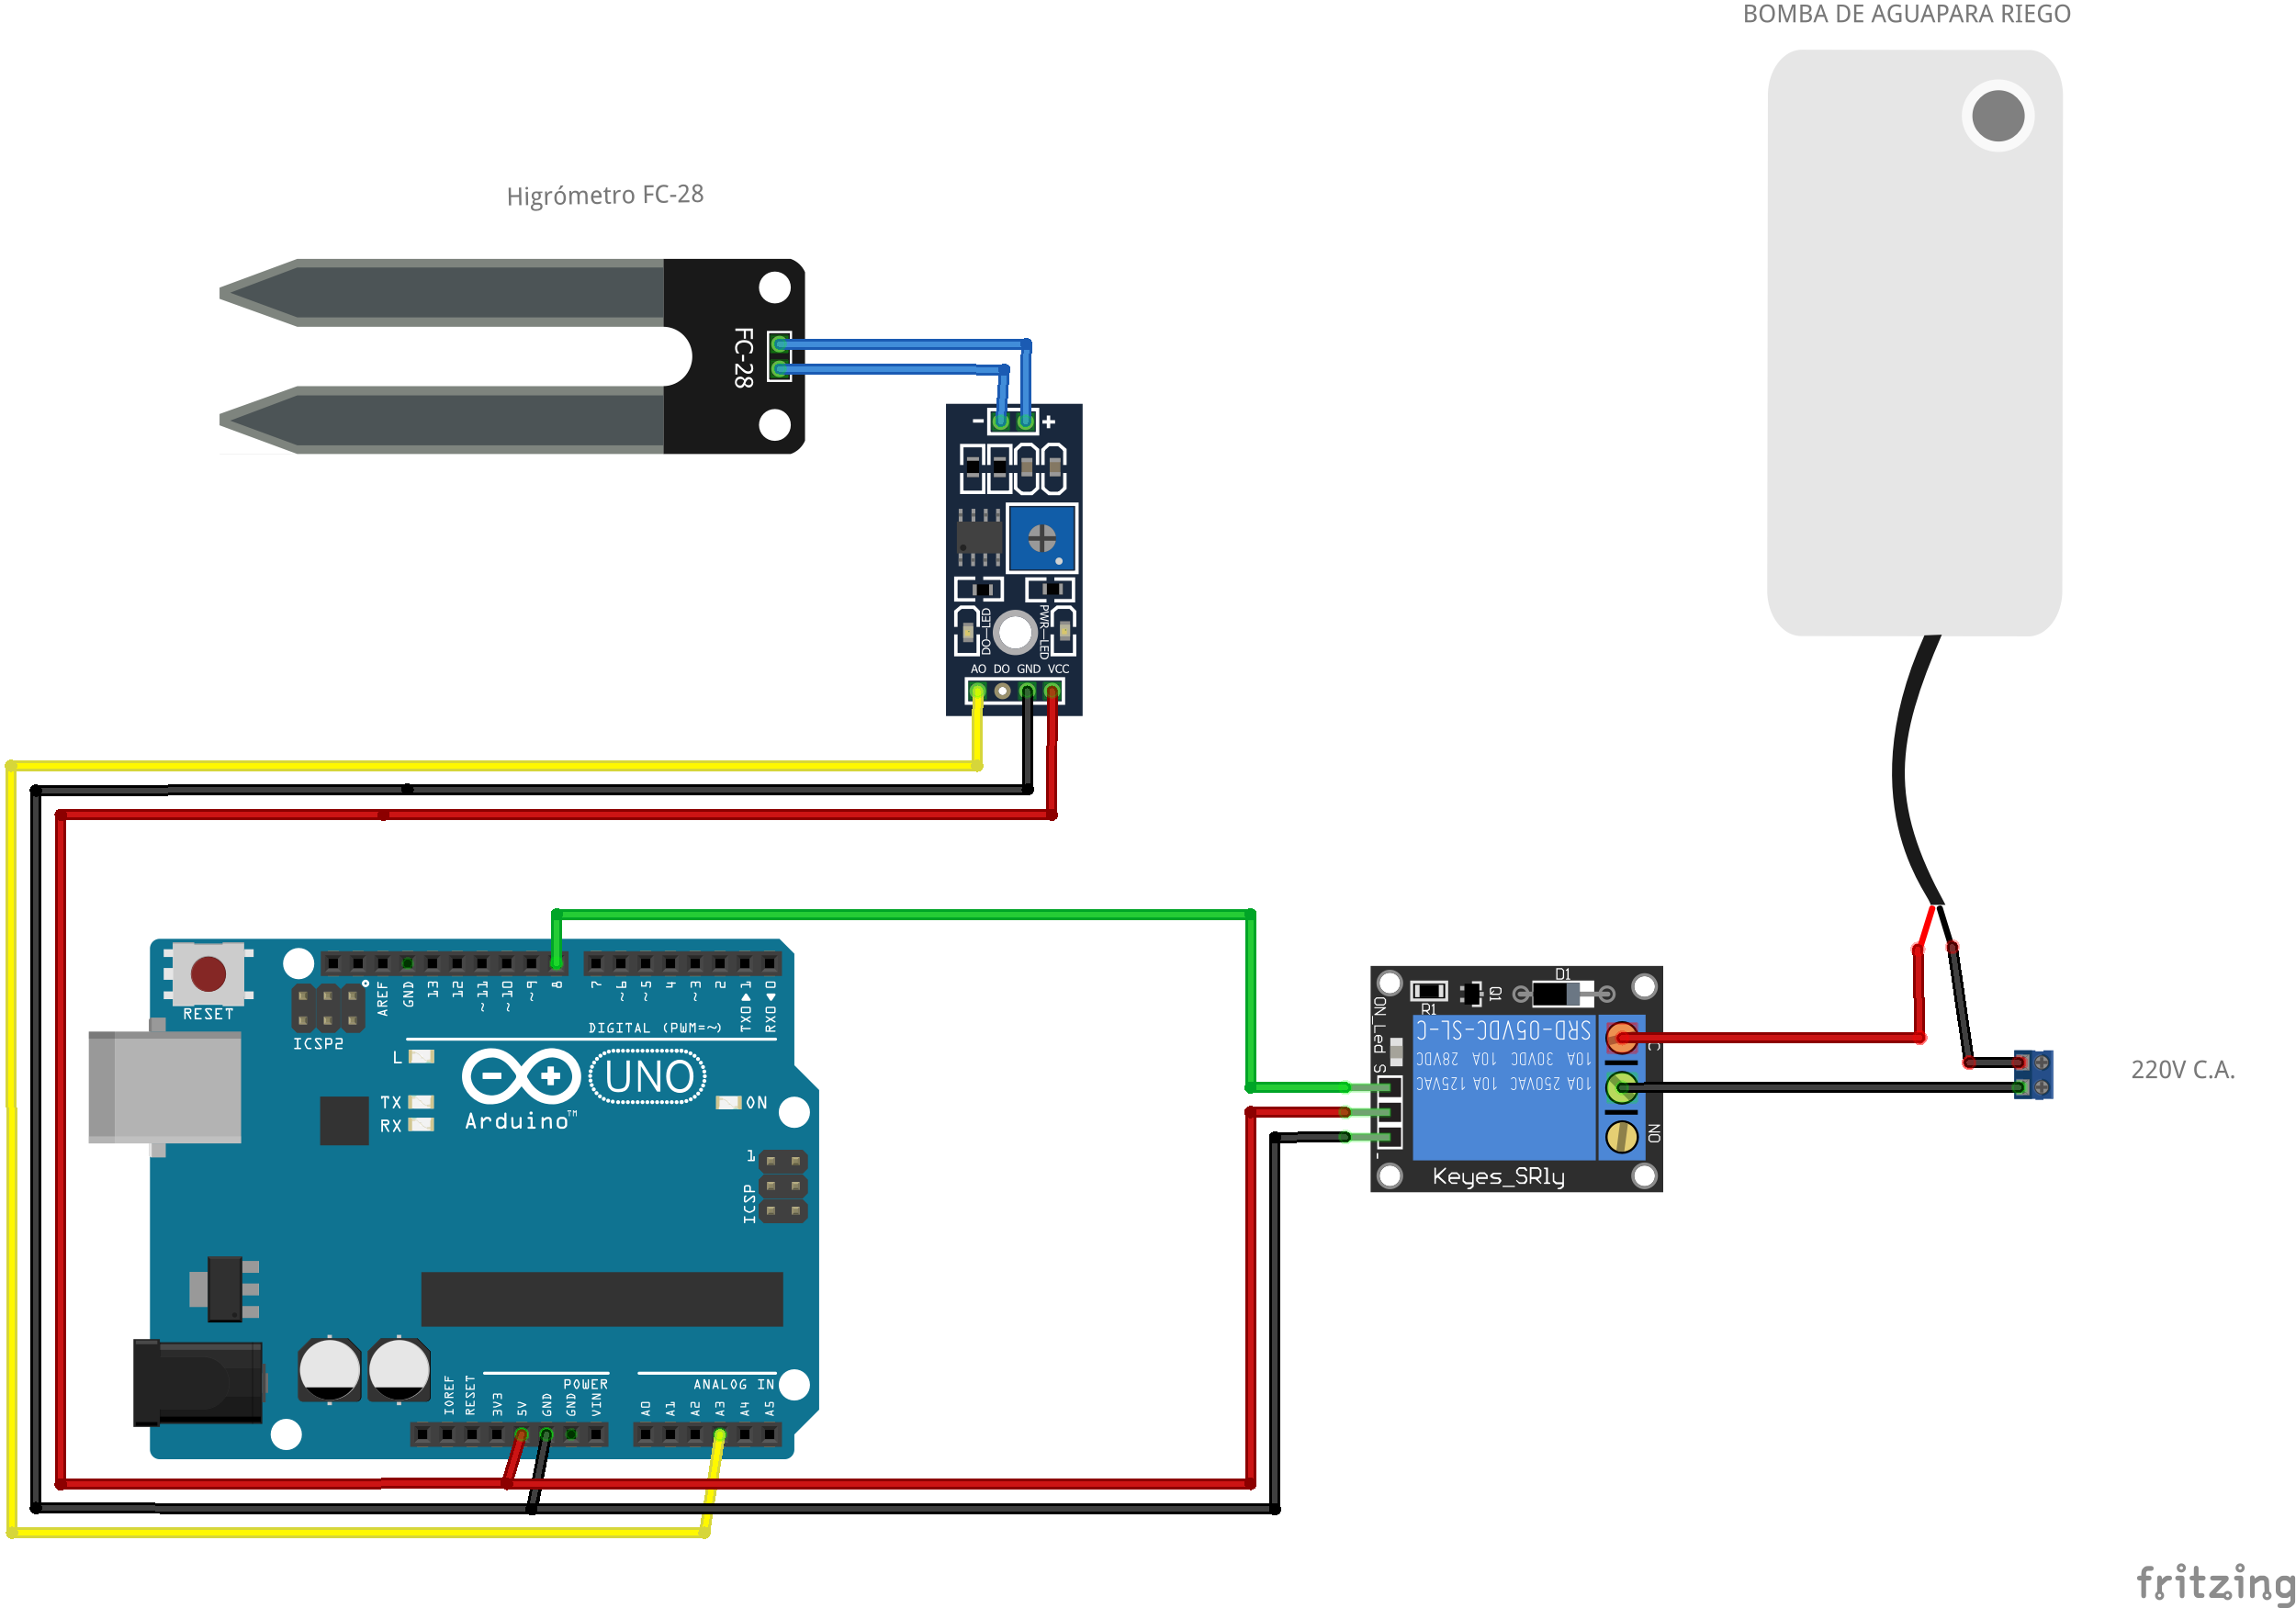 BOMBA DE AGUAPARA RIEGO
Higrómetro FC-28
FC-28
- +
DO-LED
PWR-LED
AO DO GND VCC
RESET
ICSP2
AREF
GND
13
12
~11
~10
~9
8
7
~6
~5
4
~3
2
TX0▶1
RX0◀0
DIGITAL (PWM=~)
L
TX
RX
UNO
ON
Arduino™
1
ICSP
POWER
ANALOG IN
IOREF
RESET
3V3
5V
GND
GND
VIN
A0
A1
A2
A3
A4
A5
ON_Led
R1
Q1
D1
S
-
SRD-05VDC-SL-C
10A 30VDC 10A 28VDC
10A 250VAC 10A 125VAC
C
NO
Keyes_SRly
220V C.A.
fritzing